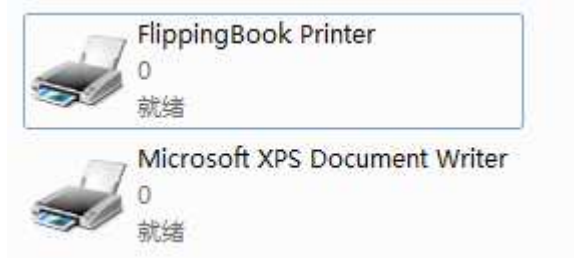 FlippingBook Printer
0
就绪
Microsoft XPS Document Writer
0
就绪